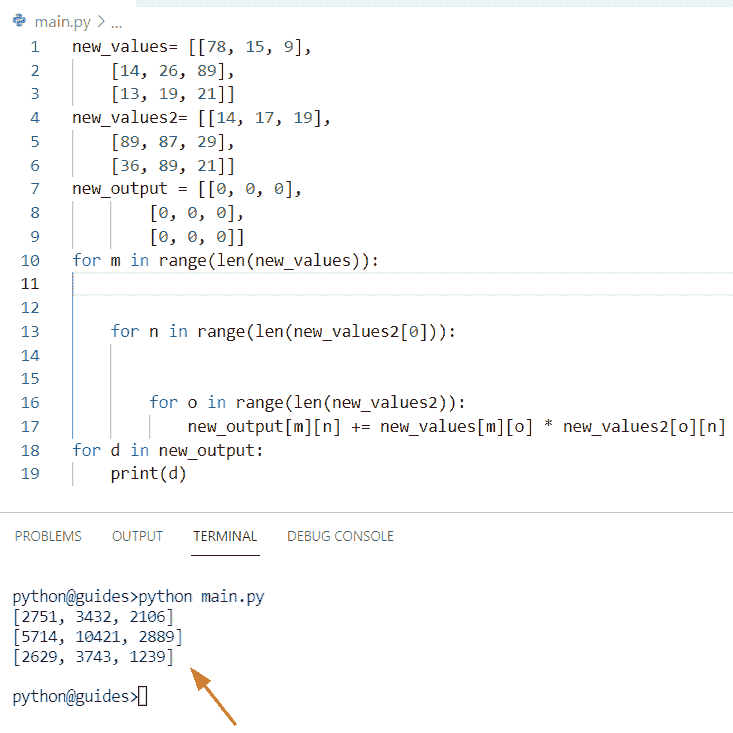 main.py > ...
1 new_values= [[78, 15, 9],
2     [14, 26, 89],
3     [13, 19, 21]]
4 new_values2= [[14, 17, 19],
5     [89, 87, 29],
6     [36, 89, 21]]
7 new_output = [[0, 0, 0],
8         [0, 0, 0],
9         [0, 0, 0]]
10 for m in range(len(new_values)):
11
12
13     for n in range(len(new_values2[0])):
14
15
16         for o in range(len(new_values2)):
17             new_output[m][n] += new_values[m][o] * new_values2[o][n]
18 for d in new_output:
19     print(d)
PROBLEMS OUTPUT TERMINAL DEBUG CONSOLE
python@guides>python main.py
[2751, 3432, 2106]
[5714, 10421, 2889]
[2629, 3743, 1239]
python@guides>